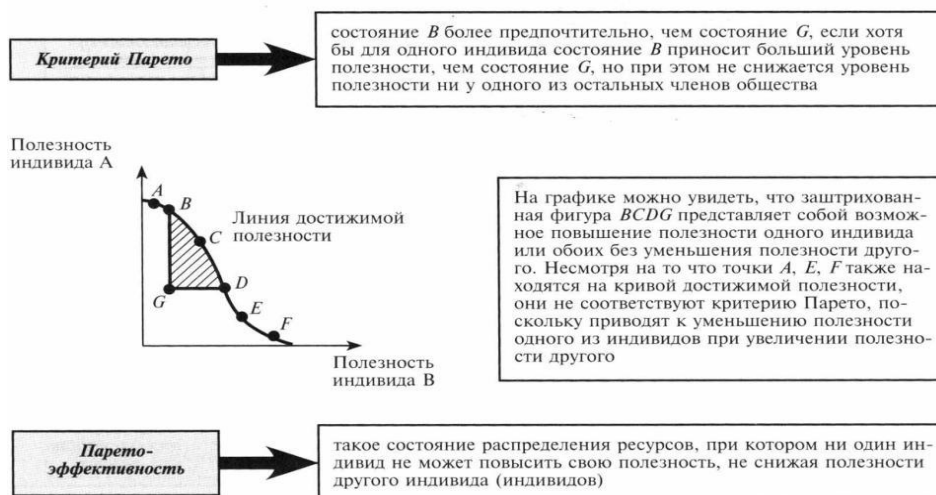 Критерий Парето
состояние B более предпочтительно, чем состояние G, если хотя
бы для одного индивида состояние B приносит больший уровень
полезности, чем состояние G, но при этом не снижается уровень
полезности ни у одного из остальных членов общества
Полезность
индивида A
A
B
Линия достижимой
полезности
C
G
D
E
F
Полезность
индивида B
На графике можно увидеть, что заштрихован-
ная фигура BCDG представляет собой возмож-
ное повышение полезности одного индивида
или обоих без уменьшения полезности друго-
го. Несмотря на то что точки A, E, F также на-
ходятся на кривой достижимой полезности,
они не соответствуют критерию Парето, по-
скольку приводят к уменьшению полезности
одного из индивидов при увеличении полезно-
сти другого
Парето-
эффективность
такое состояние распределения ресурсов, при котором ни один ин-
дивид не может повысить свою полезность, не снижая полезности
другого индивида (индивидов)